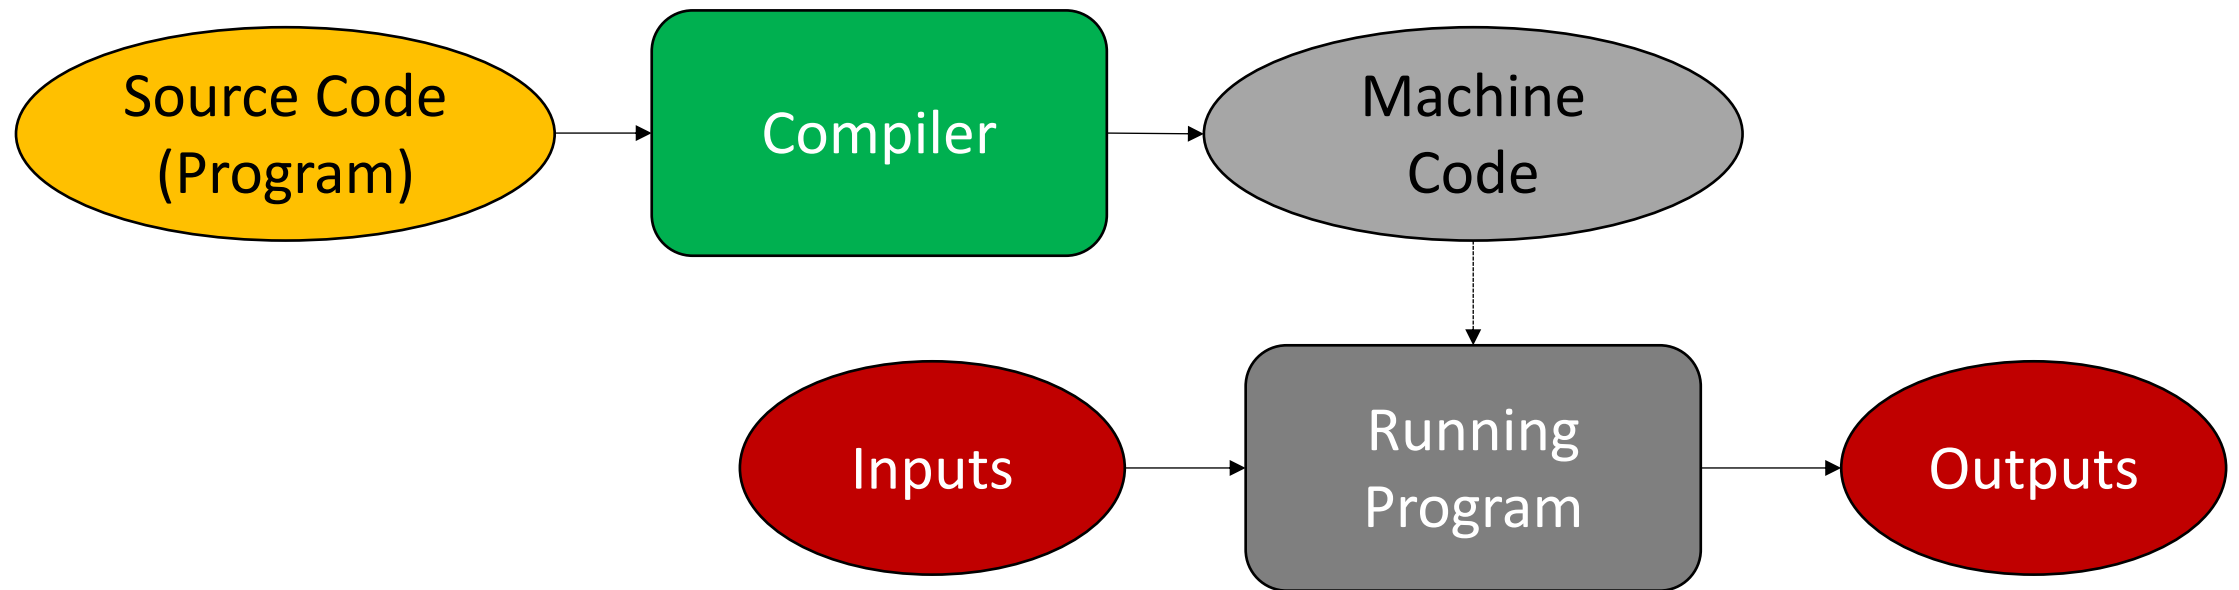 Source Code
(Program)
Compiler
Machine
Code
Inputs
Running
Program
Outputs